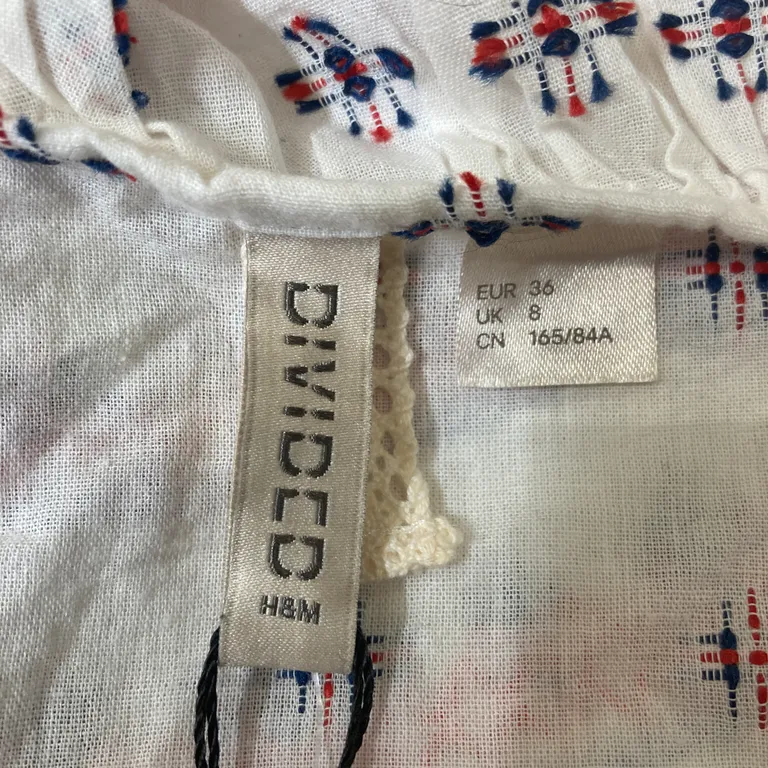 DIVIDED
H&M
EUR 36
UK 8
CN 165/84A